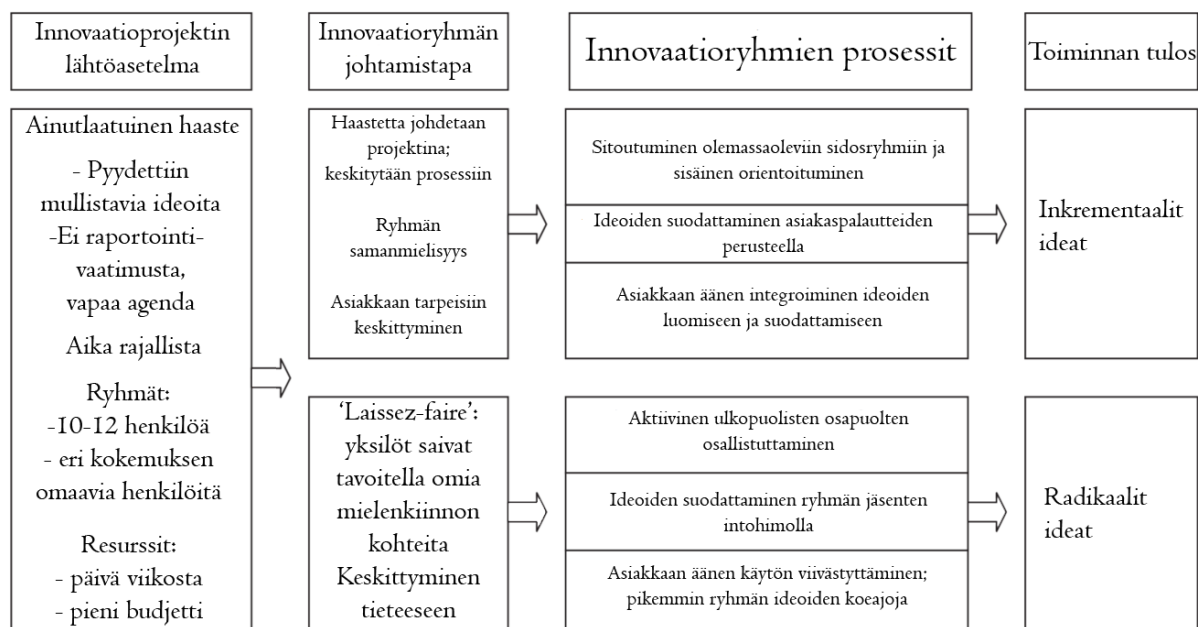 Innovaatioprojektin
lähtöasetelma
Innovaatioryhmän
johtamistapa
Innovaatioryhmien prosessit
Toiminnan tulos
Ainutlaatuinen haaste
- Pyydettiin
mullistavia ideoita
-Ei raportointi-
vaatimusta,
vapaa agenda
Aika rajallista
Ryhmät:
-10-12 henkilöä
- eri kokemuksen
omaavia henkilöitä
Resurssit:
- päivä viikosta
- pieni budjetti
Haastetta johdetaan
projektina;
keskitytään prosessiin
Ryhmän
samanmielisyys
Asiakkaan tarpeisiin
keskittyminen
Sitoutuminen olemassaoleviin sidosryhmiin ja
sisäinen orientoituminen
Ideoiden suodattaminen asiakaspalautteiden
perusteella
Asiakkaan äänen integroiminen ideoiden
luomiseen ja suodattamiseen
Inkrementaalit
ideat
'Laissez-faire':
yksilöt saivat
tavoitella omia
mielenkiinnon
kohteita
Keskittyminen
tieteeseen
Aktiivinen ulkopuolisten osapuolten
osallistuttaminen
Ideoiden suodattaminen ryhmän jäsenten
intohimolla
Asiakkaan äänen käytön viivästyttäminen;
pikemmin ryhmän ideoiden koeajoja
Radikaalit
ideat